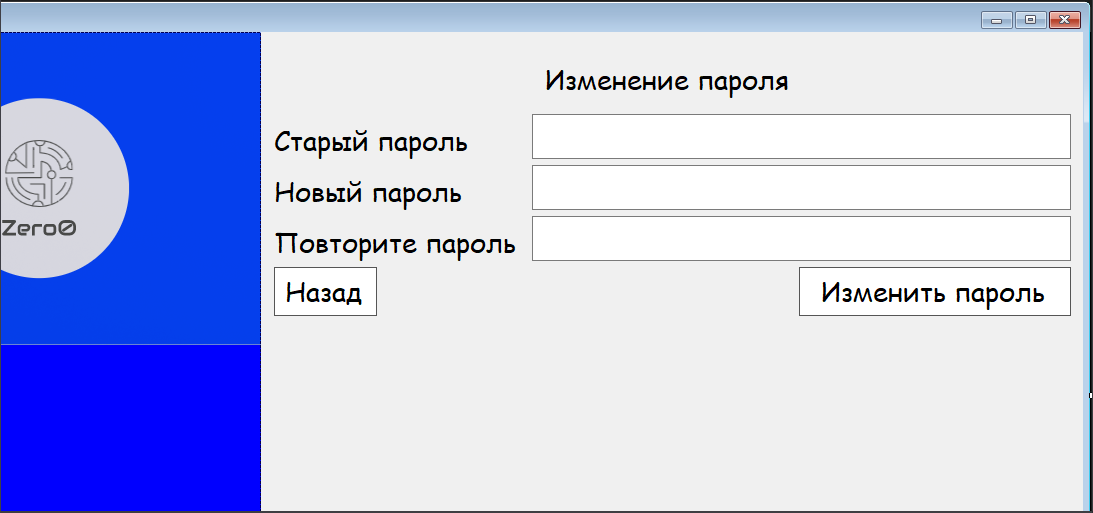 Изменение пароля
Старый пароль
Новый пароль
Повторите пароль
Назад
Изменить пароль
Zero0